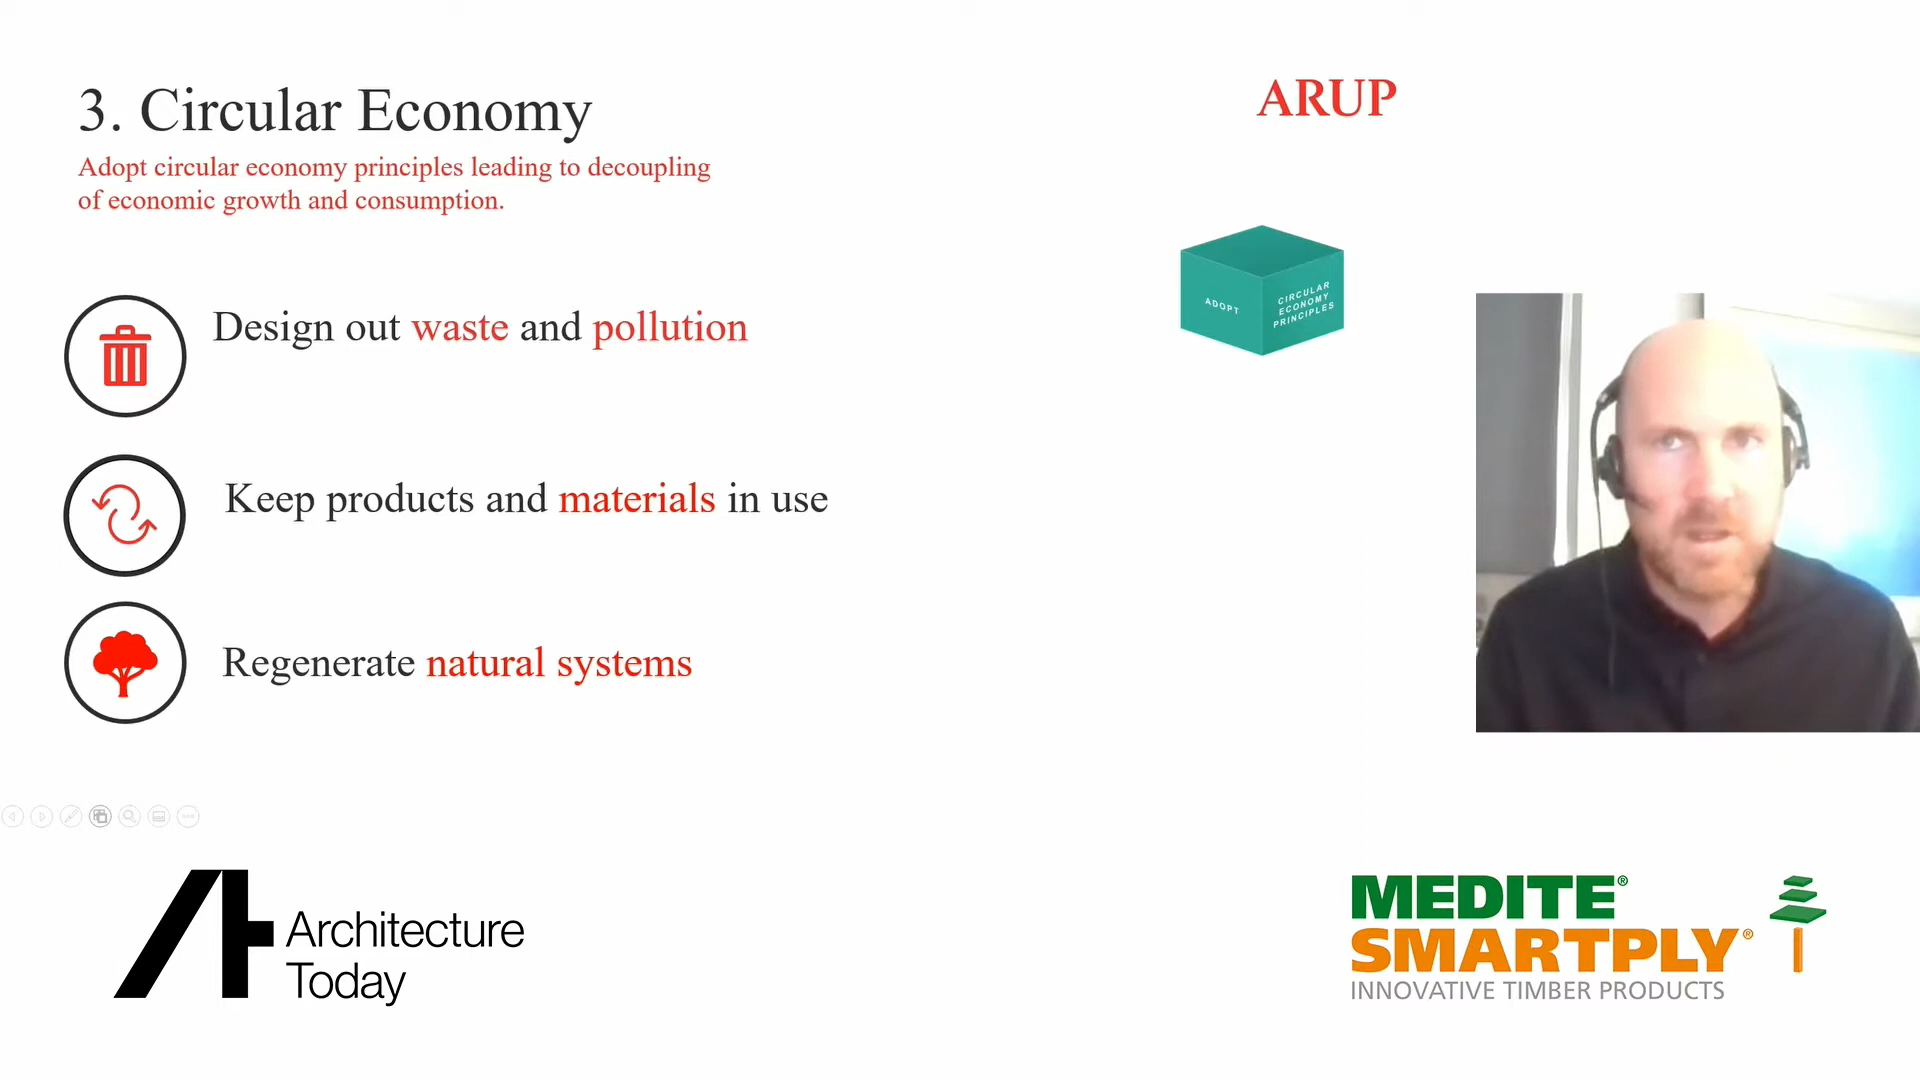 3. Circular Economy
Adopt circular economy principles leading to decoupling
of economic growth and consumption.
ARUP
ADOPT
CIRCULAR
ECONOMY
PRINCIPLES
Design out waste and pollution
Keep products and materials in use
Regenerate natural systems
Architecture
Today
MEDITE®
SMARTPLY®
INNOVATIVE TIMBER PRODUCTS